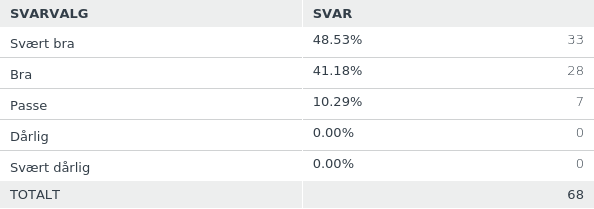 SVARVALG SVAR
Svært bra 48.53% 33
Bra 41.18% 28
Passe 10.29% 7
Dårlig 0.00% 0
Svært dårlig 0.00% 0
TOTALT 68